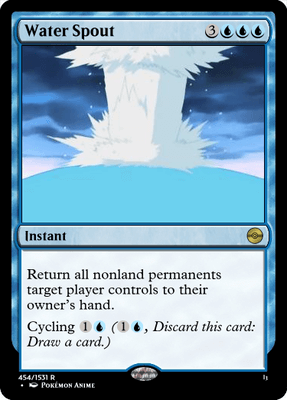 Water Spout 3
Instant
Return all nonland permanents
target player controls to their
owner's hand.
Cycling 1 ( 1 , Discard this card:
Draw a card.)
454/1531 R
• Pokémon Anime